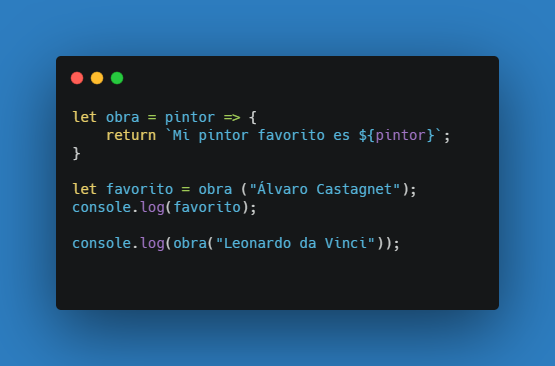 let obra = pintor => {
    return `Mi pintor favorito es ${pintor}`;
}
let favorito = obra ("Álvaro Castagnet");
console.log(favorito);
console.log(obra("Leonardo da Vinci"));